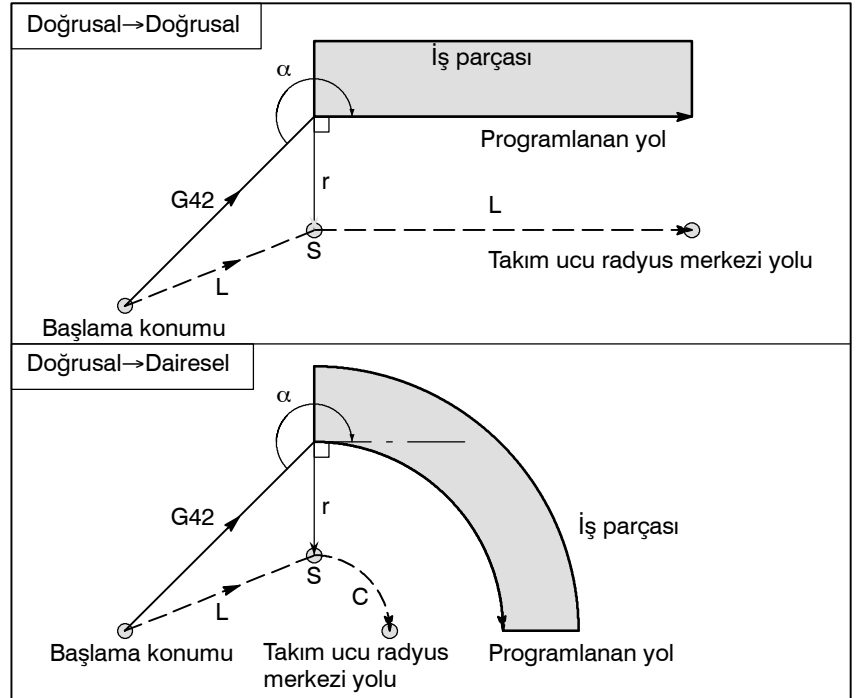 Doğrusal→Doğrusal
İş parçası
α
Programlanan yol
r
G42
L
S
Takım ucu radyus merkezi yolu
L
Başlama konumu
Doğrusal→Dairesel
α
r
G42
İş parçası
S
C
L
Başlama konumu
Takım ucu radyus
merkezi yolu
Programlanan yol